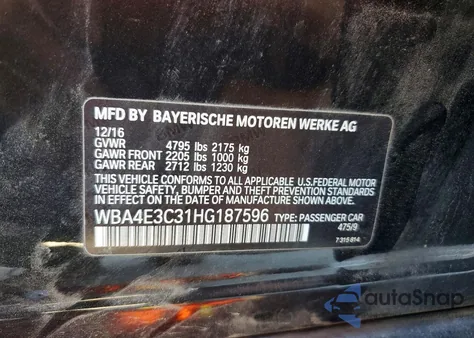 MFD BY BAYERISCHE MOTOREN WERKE AG
12/16
GVWR 4795 lbs 2175 kg
GAWR FRONT 2205 lbs 1000 kg
GAWR REAR 2712 lbs 1230 kg
THIS VEHICLE CONFORMS TO ALL APPLICABLE U.S.FEDERAL MOTOR
VEHICLE SAFETY, BUMPER AND THEFT PREVENTION STANDARDS IN
EFFECT ON THE DATE OF MANUFACTURE SHOWN ABOVE.
WBA4E3C31HG187596 TYPE: PASSENGER CAR
475/9
7 315 814
autoSnap